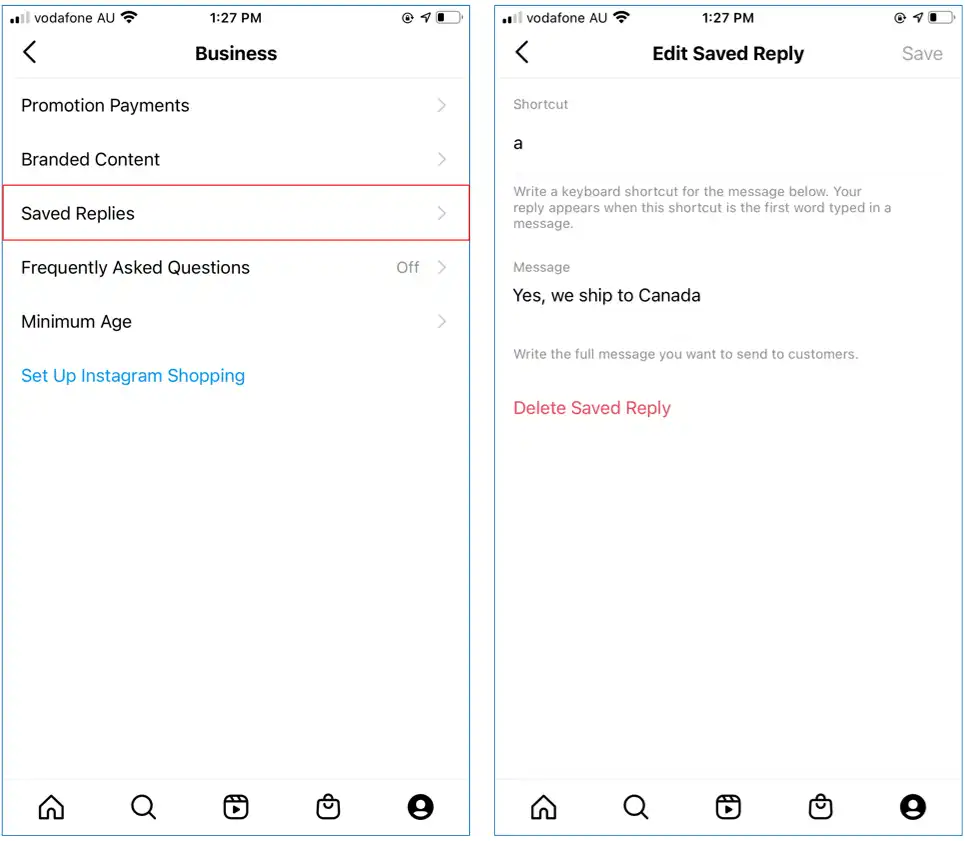 vodafone AU 1:27 PM
Business
Promotion Payments
Branded Content
Saved Replies
Frequently Asked Questions Off
Minimum Age
Set Up Instagram Shopping
vodafone AU 1:27 PM
Edit Saved Reply Save
Shortcut
a
Write a keyboard shortcut for the message below. Your
reply appears when this shortcut is the first word typed in a
message.
Message
Yes, we ship to Canada
Write the full message you want to send to customers.
Delete Saved Reply